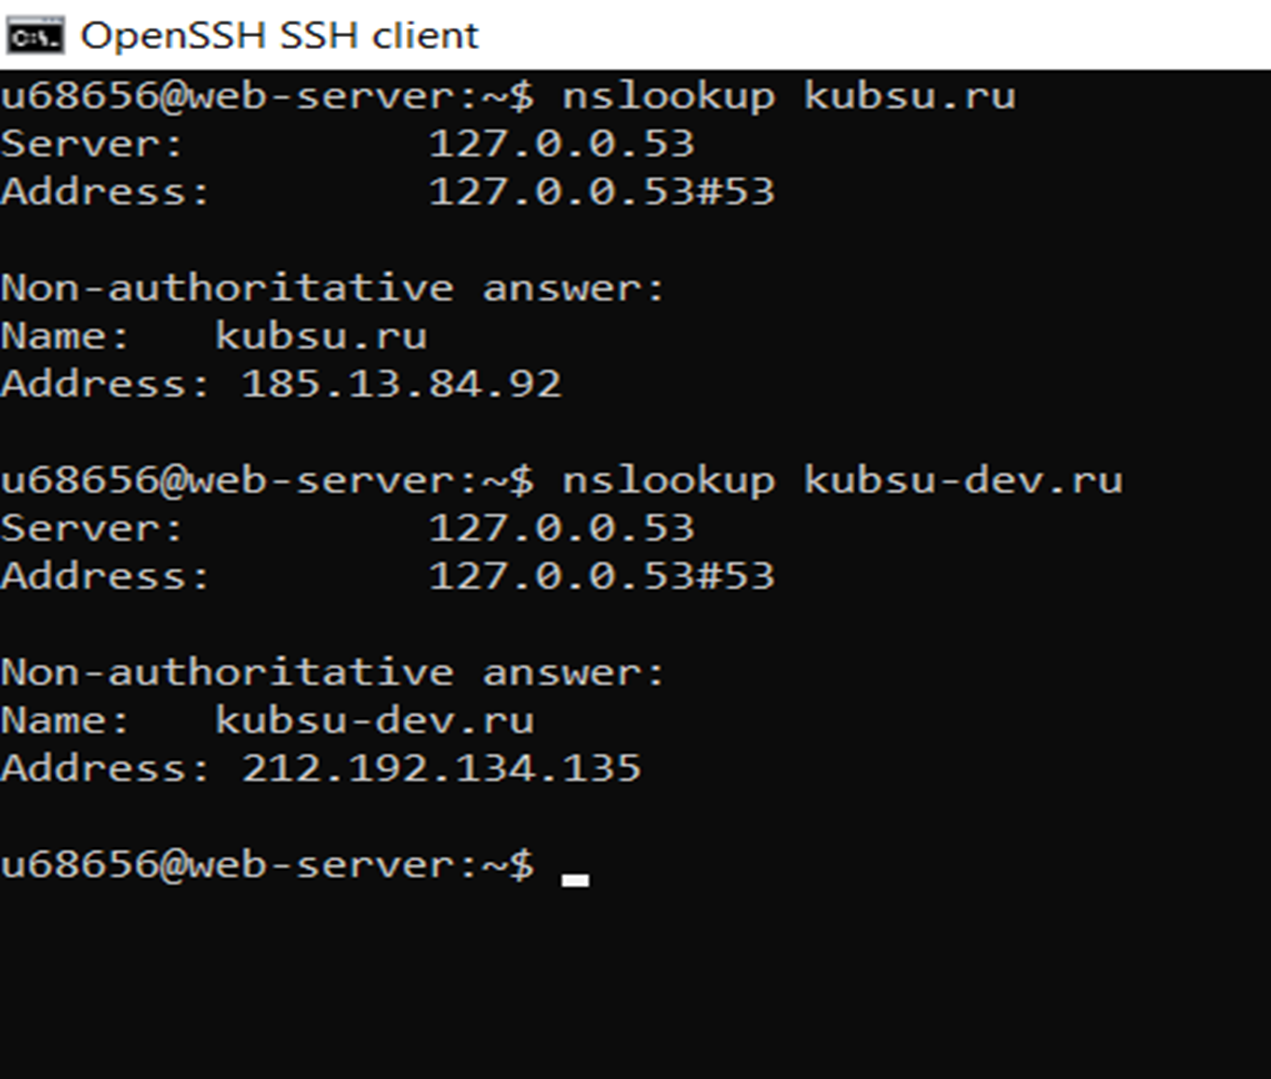 C:\.
OpenSSH SSH client
u68656@web-server:~$ nslookup kubsu.ru
Server:         127.0.0.53
Address:        127.0.0.53#53
Non-authoritative answer:
Name:   kubsu.ru
Address: 185.13.84.92
u68656@web-server:~$ nslookup kubsu-dev.ru
Server:         127.0.0.53
Address:        127.0.0.53#53
Non-authoritative answer:
Name:   kubsu-dev.ru
Address: 212.192.134.135
u68656@web-server:~$